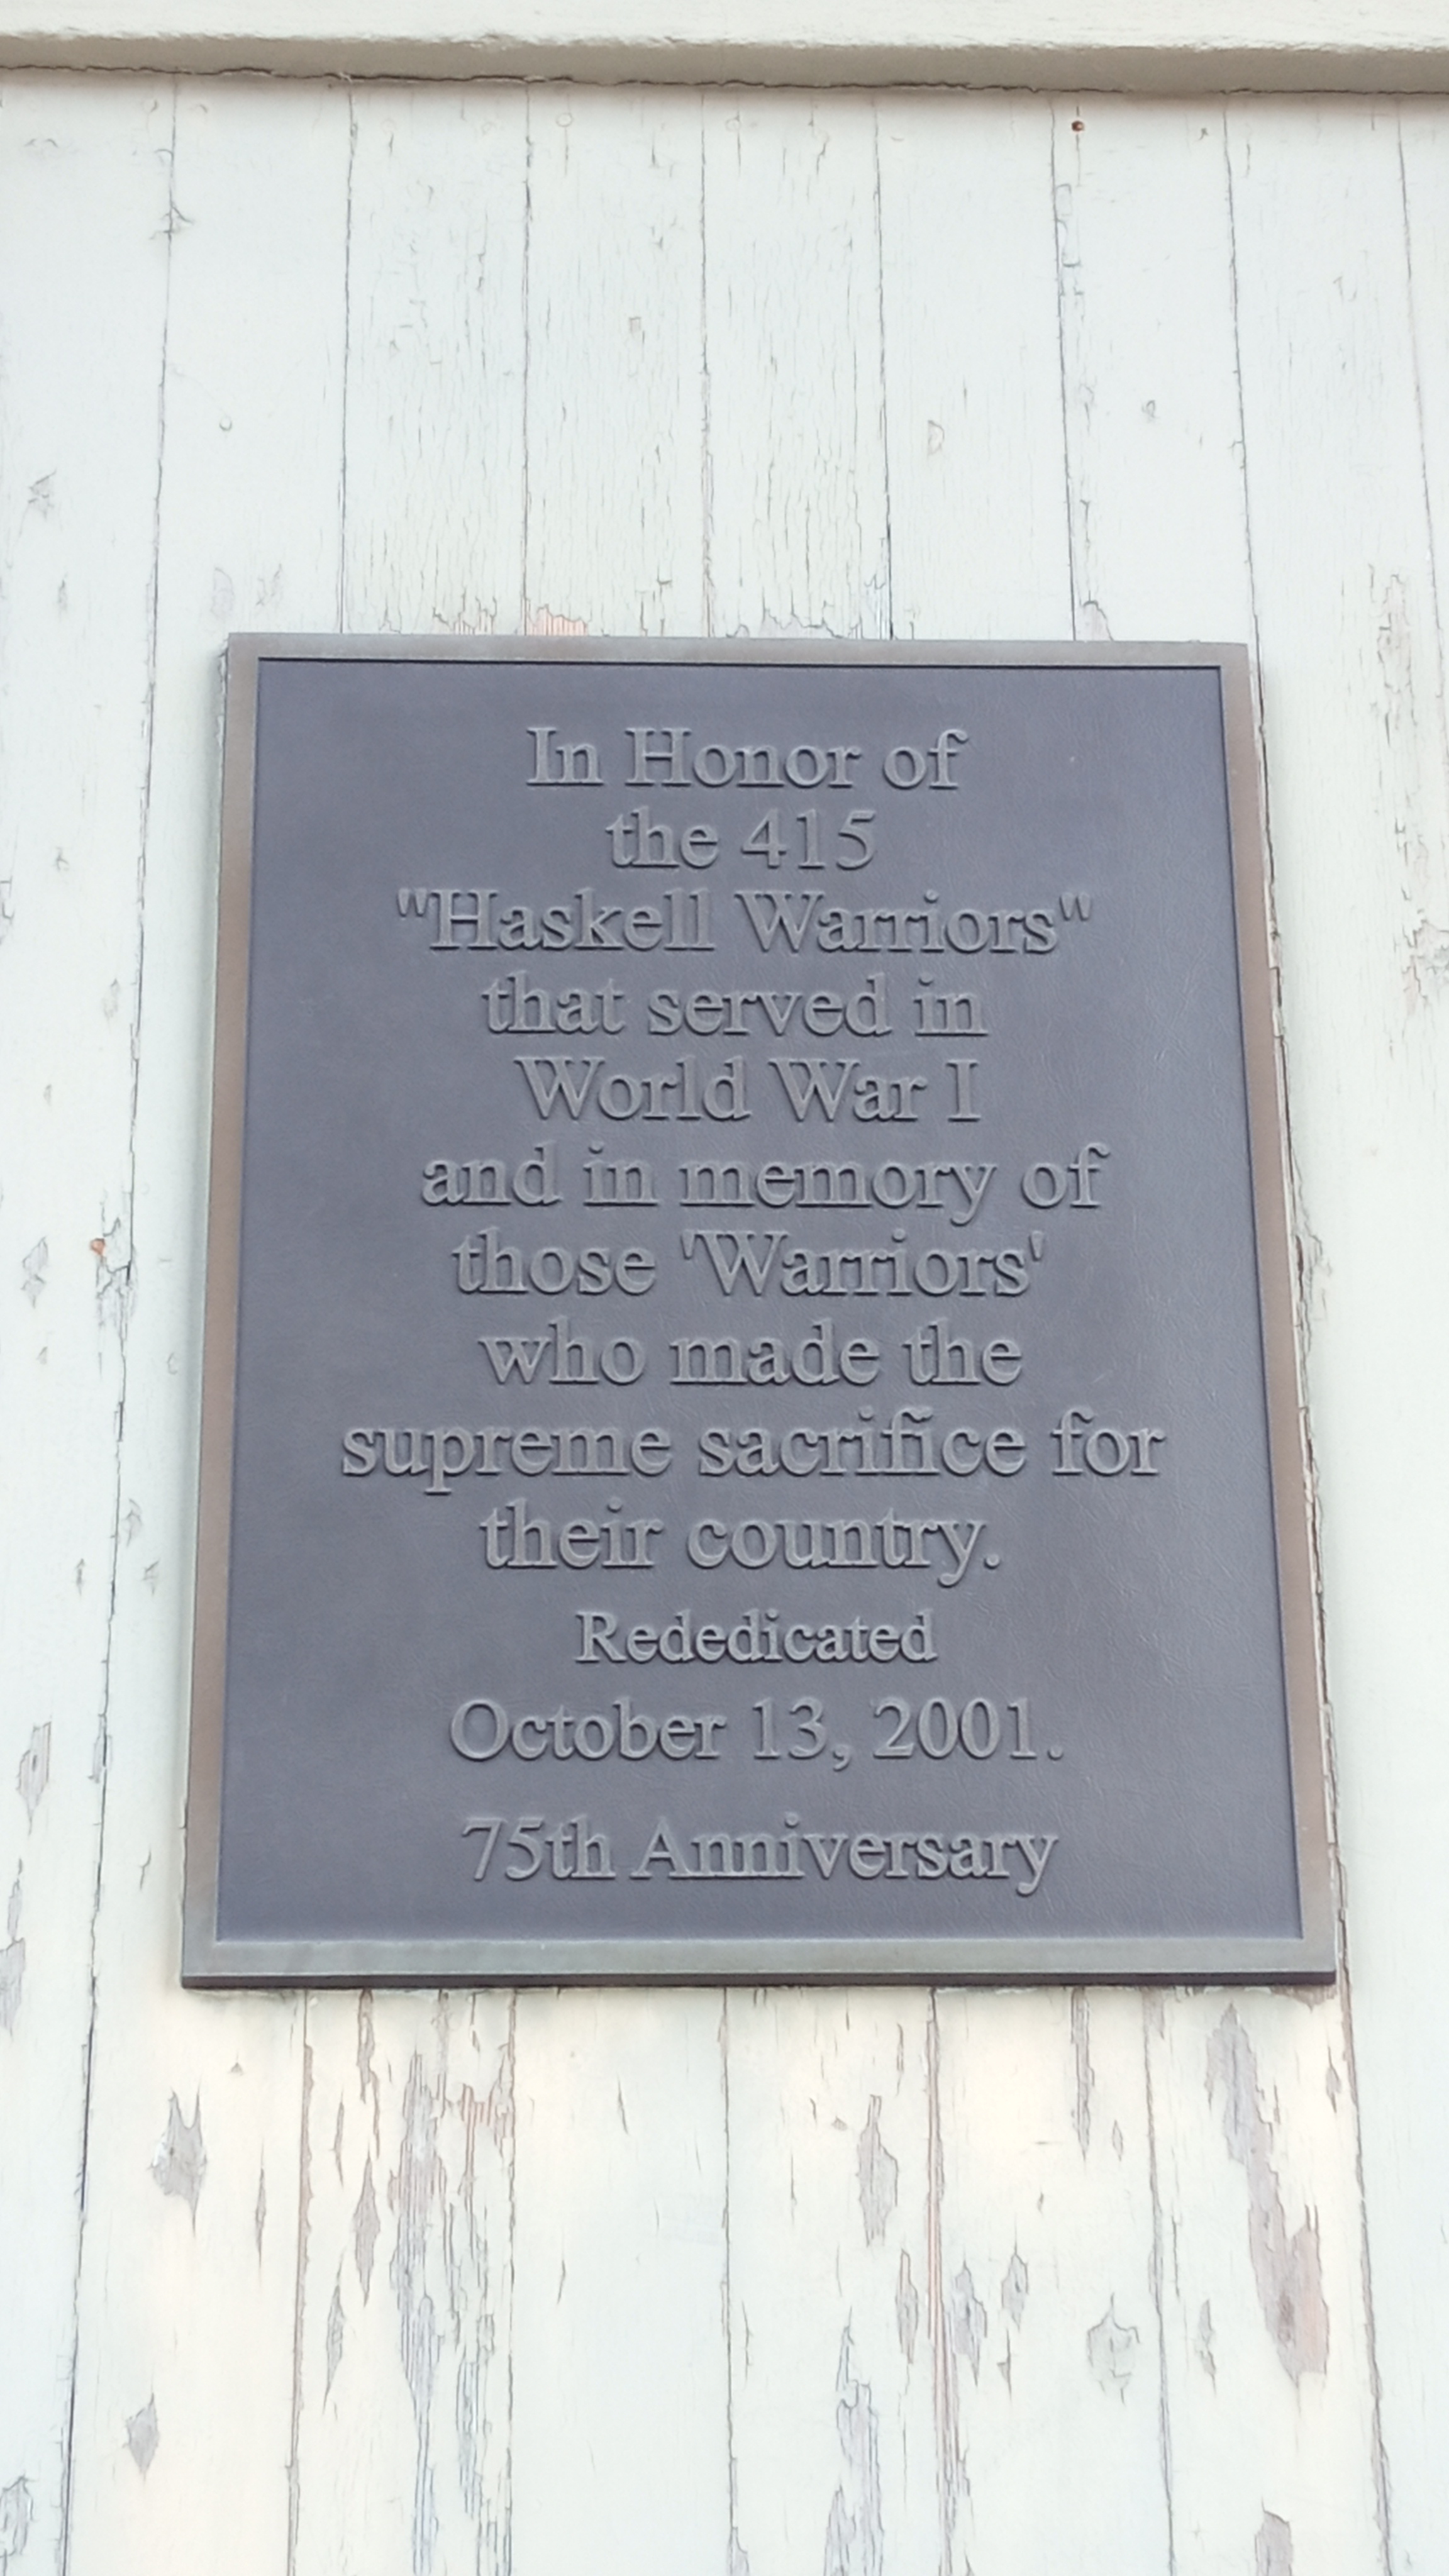 In Honor of
the 415
"Haskell Warriors"
that served in
World War I
and in memory of
those 'Warriors'
who made the
supreme sacrifice for
their country.
Rededicated
October 13, 2001.
75th Anniversary